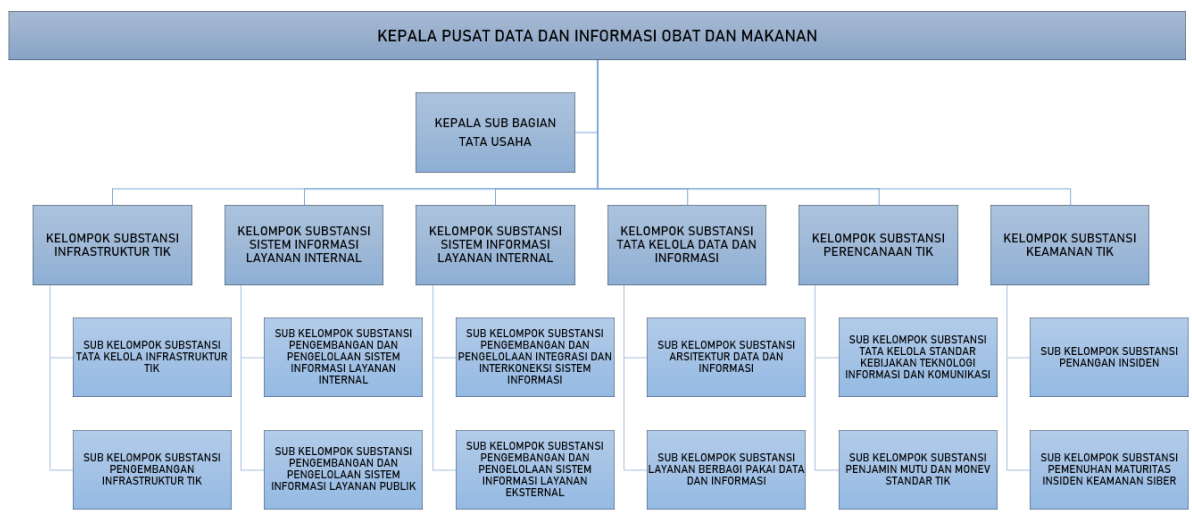 KEPALA PUSAT DATA DAN INFORMASI OBAT DAN MAKANAN
KEPALA SUB BAGIAN
TATA USAHA
KELOMPOK SUBSTANSI
INFRASTRUKTUR TIK
KELOMPOK SUBSTANSI
SISTEM INFORMASI
LAYANAN INTERNAL
KELOMPOK SUBSTANSI
SISTEM INFORMASI
LAYANAN INTERNAL
KELOMPOK SUBSTANSI
TATA KELOLA DATA DAN
INFORMASI
KELOMPOK SUBSTANSI
PERENCANAAN TIK
KELOMPOK SUBSTANSI
KEAMANAN TIK
SUB KELOMPOK SUBSTANSI
TATA KELOLA INFRASTRUKTUR
TIK
SUB KELOMPOK SUBSTANSI
PENGEMBANGAN DAN
PENGELOLAAN SISTEM
INFORMASI LAYANAN
INTERNAL
SUB KELOMPOK SUBSTANSI
PENGEMBANGAN DAN
PENGELOLAAN INTEGRASI DAN
INTERKONEKSI SISTEM
INFORMASI
SUB KELOMPOK SUBSTANSI
ARSITEKTUR DATA DAN
INFORMASI
SUB KELOMPOK SUBSTANSI
TATA KELOLA STANDAR
KEBIJAKAN TEKNOLOGI
INFORMASI DAN KOMUNIKASI
SUB KELOMPOK SUBSTANSI
PENANGAN INSIDEN
SUB KELOMPOK SUBSTANSI
PENGEMBANGAN
INFRASTRUKTUR TIK
SUB KELOMPOK SUBSTANSI
PENGEMBANGAN DAN
PENGELOLAAN SISTEM
INFORMASI LAYANAN PUBLIK
SUB KELOMPOK SUBSTANSI
PENGEMBANGAN DAN
PENGELOLAAN SISTEM
INFORMASI LAYANAN
EKSTERNAL
SUB KELOMPOK SUBSTANSI
LAYANAN BERBAGI PAKAI DATA
DAN INFORMASI
SUB KELOMPOK SUBSTANSI
PENJAMIN MUTU DAN MONEV
STANDAR TIK
SUB KELOMPOK SUBSTANSI
PEMENUHAN MATURITAS
INSIDEN KEAMANAN SIBER